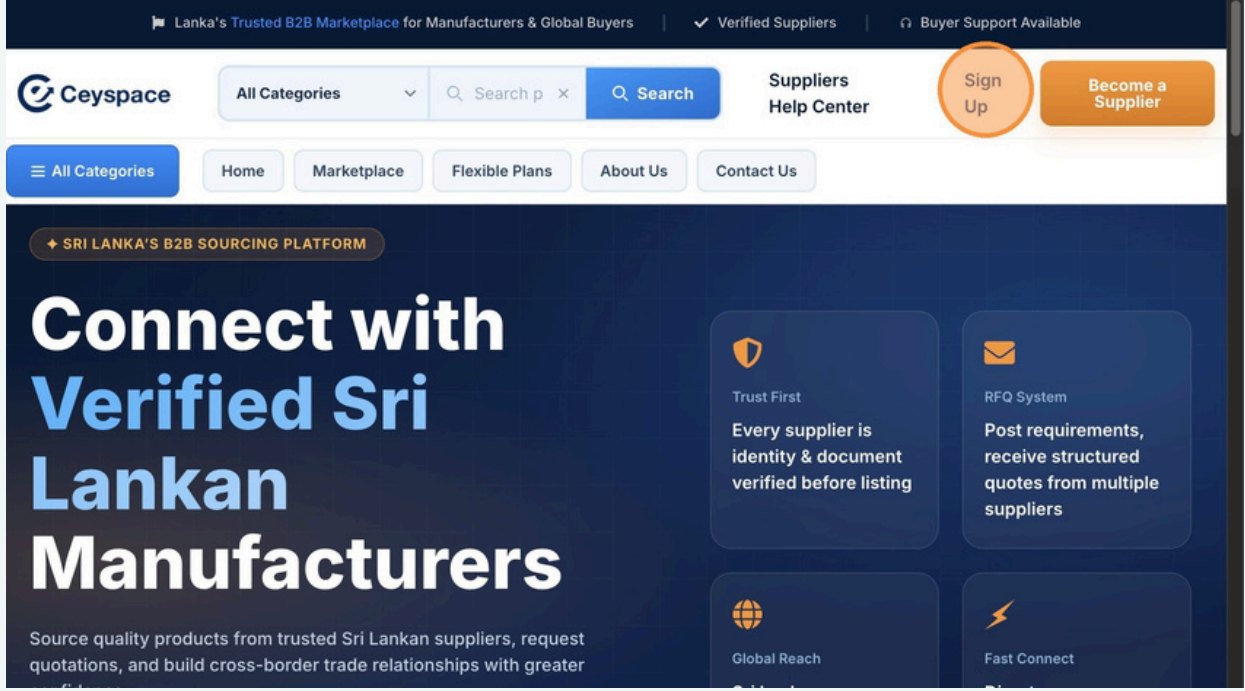 Lanka's Trusted B2B Marketplace for Manufacturers & Global Buyers
Verified Suppliers
Buyer Support Available
Ceyspace
All Categories
Search p
Search
Suppliers
Help Center
Sign
Up
Become a
Supplier
All Categories
Home
Marketplace
Flexible Plans
About Us
Contact Us
SRI LANKA'S B2B SOURCING PLATFORM
Connect with
Verified Sri
Lankan
Manufacturers
Source quality products from trusted Sri Lankan suppliers, request
quotations, and build cross-border trade relationships with greater
Trust First
Every supplier is
identity & document
verified before listing
RFQ System
Post requirements,
receive structured
quotes from multiple
suppliers
Global Reach
Fast Connect